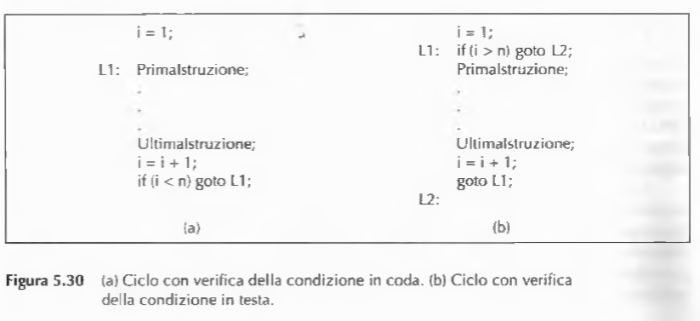 i = 1;
L1: Primalstruzione;
.
.
.
Ultimalstruzione;
i = i + 1;
if (i < n) goto L1;
(a)
i = 1;
L1: if (i > n) goto L2;
Primalstruzione;
.
.
.
Ultimalstruzione;
i = i + 1;
goto L1;
L2:
(b)
Figura 5.30 (a) Ciclo con verifica della condizione in coda. (b) Ciclo con verifica
della condizione in testa.